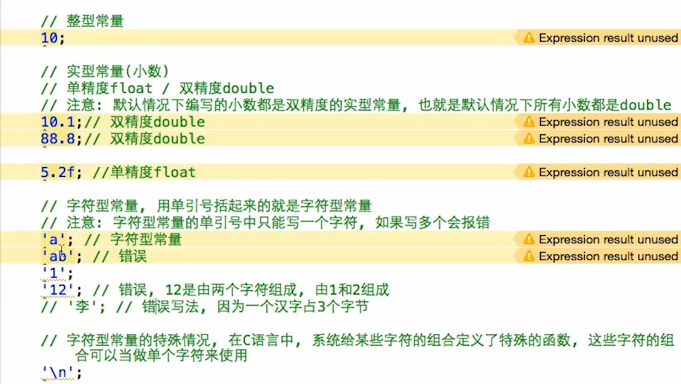 // 整型常量
10; Expression result unused
// 实型常量(小数)
// 单精度float / 双精度double
// 注意: 默认情况下编写的小数都是双精度的实型常量, 也就是默认情况下所有小数都是double
10.1;// 双精度double Expression result unused
88.8;// 双精度double Expression result unused
5.2f; //单精度float Expression result unused
// 字符型常量, 用单引号括起来的就是字符型常量
// 注意: 字符型常量的单引号中只能写一个字符, 如果写多个会报错
'a'; // 字符型常量 Expression result unused
'ab'; // 错误 Expression result unused
'1';
'12'; // 错误, 12是由两个字符组成, 由1和2组成
// '李'; // 错误写法, 因为一个汉字占3个字节
// 字符型常量的特殊情况, 在C语言中, 系统给某些字符的组合定义了特殊的函数, 这些字符的组
合可以当做单个字符来使用
'\n';